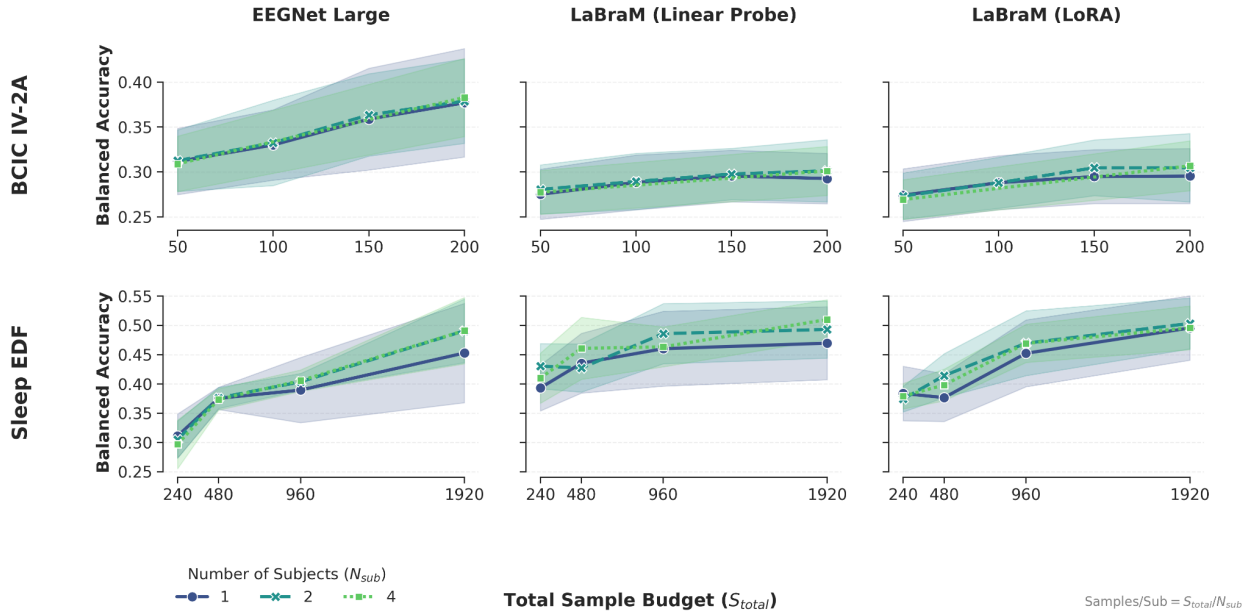 EEGNet Large
LaBraM (Linear Probe)
LaBraM (LoRA)
BCIC IV-2A
Balanced Accuracy
0.40
0.35
0.30
0.25
50 100 150 200
50 100 150 200
50 100 150 200
Sleep EDF
Balanced Accuracy
0.55
0.50
0.45
0.40
0.35
0.30
0.25
240 480 960 1920
240 480 960 1920
240 480 960 1920
Number of Subjects (N_sub)
1 2 4
Total Sample Budget (S_total)
Samples/Sub = S_total/N_sub